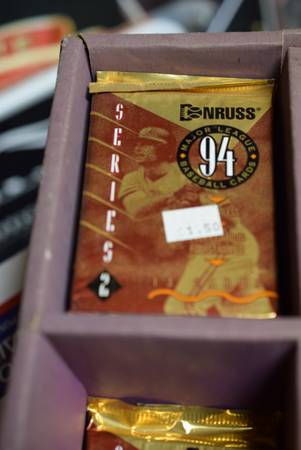 DONRUSS
MAJOR LEAGUE
94
BASEBALL CARDS
SERIES 2
1.50